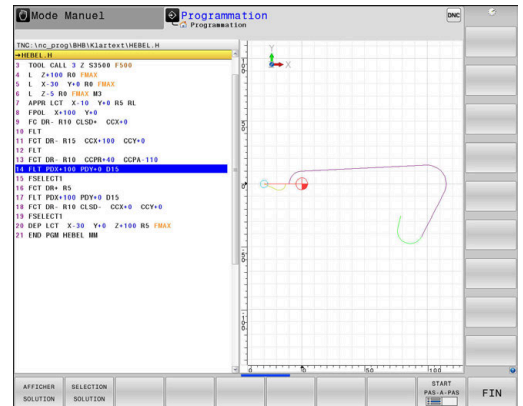 Mode Manuel
Programmation
Programmation
DNC
TNC:\nc_prog\BHB\Klartext\HEBEL.H
→HEBEL.H
3 TOOL CALL 3 Z S3500 F500
4 L Z+100 R0 FMAX
5 L X-30 Y+0 R0 FMAX
6 L Z-5 R0 FMAX M3
7 APPR LCT X-10 Y+0 R5 RL
8 FPOL X+100 Y+0
9 FC DR- R10 CLSD+ CCX+0
10 FLT
11 FCT DR- R15 CCX+100 CCY+0
12 FLT
13 FCT DR- R10 CCPR+40 CCPA-110
14 FLT PDX+100 PDY+0 D15
15 FSELECT1
16 FCT DR+ R5
17 FLT PDX+100 PDY+0 D15
18 FCT DR- R10 CLSD- CCX+0 CCY+0
19 FSELECT1
20 DEP LCT X-30 Y+0 Z+100 R5 FMAX
21 END PGM HEBEL MM
Y
X
0
50
100
AFFICHER SOLUTION
SELECTION SOLUTION
START PAS-A-PAS
FIN